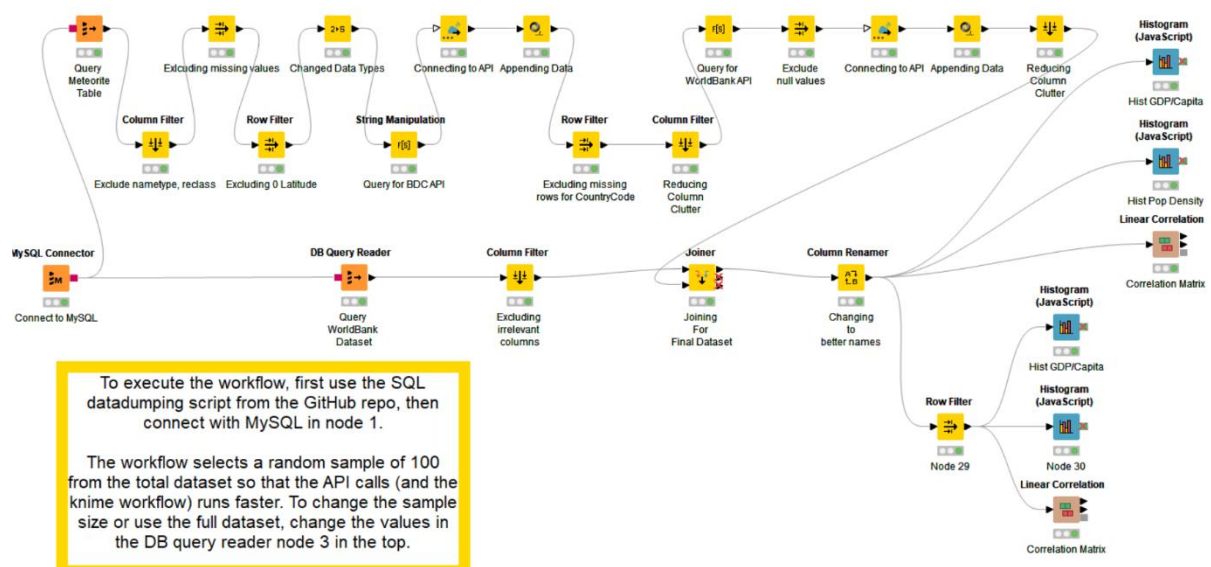 Query
Meteorite
Table
Column Filter
Exclude nametype, reclass
Exlcuding missing values
Row Filter
Excluding 0 Latitude
2▸S
Changed Data Types
String Manipulation
f[S]
Query for BDC API
Connecting to API
Appending Data
Row Filter
Excluding missing
rows for CountryCode
Column Filter
Reducing
Column
Clutter
f[S]
Query for
WorldBank API
Exclude
null values
Connecting to API
Appending Data
Reducing
Column
Clutter
Histogram
(JavaScript)
Hist GDP/Capita
Histogram
(JavaScript)
Hist Pop Density
Linear Correlation
Correlation Matrix
MySQL Connector
M
Connect to MySQL
DB Query Reader
Query
WorldBank
Dataset
Column Filter
Excluding
irrelevant
columns
Joiner
Joining
For
Final Dataset
Column Renamer
Changing
to
better names
Histogram
(JavaScript)
Hist GDP/Capita
Row Filter
Node 29
Histogram
(JavaScript)
Node 30
Linear Correlation
Correlation Matrix
To execute the workflow, first use the SQL
datadumping script from the GitHub repo, then
connect with MySQL in node 1.
The workflow selects a random sample of 100
from the total dataset so that the API calls (and the
knime workflow) runs faster. To change the sample
size or use the full dataset, change the values in
the DB query reader node 3 in the top.